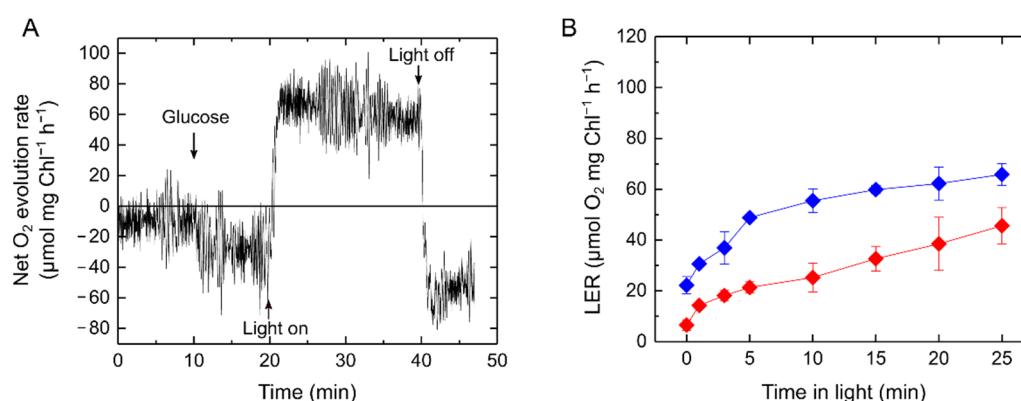 A
Net O₂ evolution rate
(μmol mg Chl⁻¹ h⁻¹)
100
80
60
40
20
0
−20
−40
−60
−80
Glucose
Light on
Light off
0 10 20 30 40 50
Time (min)
B
LER (μmol O₂ mg Chl⁻¹ h⁻¹)
120
100
80
60
40
20
0
0 5 10 15 20 25
Time in light (min)